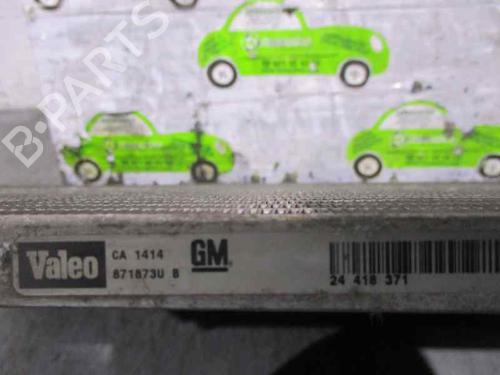 B-PARTS
Valeo
CA 1414
871873U B
GM
24 418 371